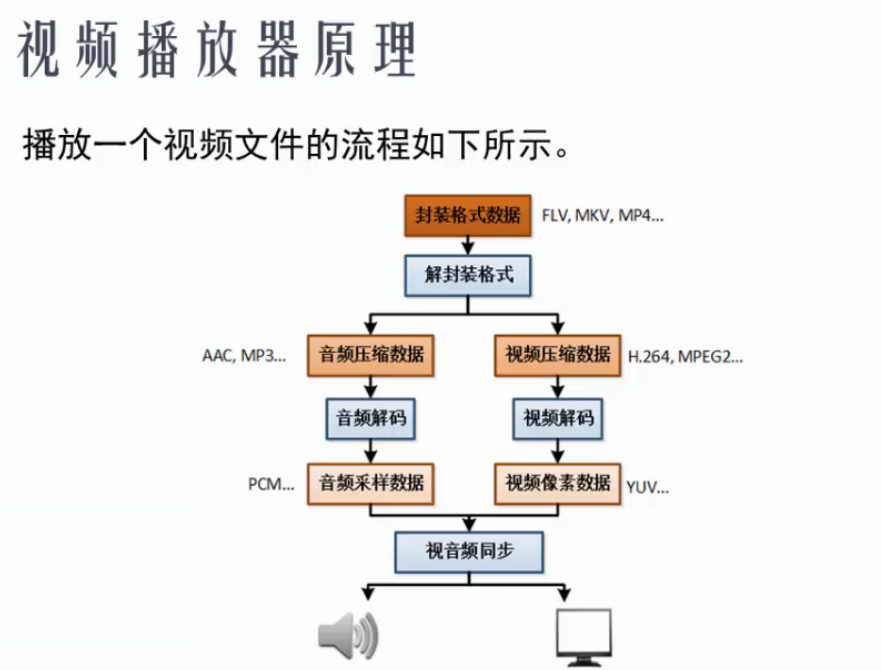 视频播放器原理
播放一个视频文件的流程如下所示。
封装格式数据 FLV, MKV, MP4...
解封装格式
AAC, MP3... 音频压缩数据 视频压缩数据 H.264, MPEG2...
音频解码 视频解码
PCM... 音频采样数据 视频像素数据 YUV...
视音频同步